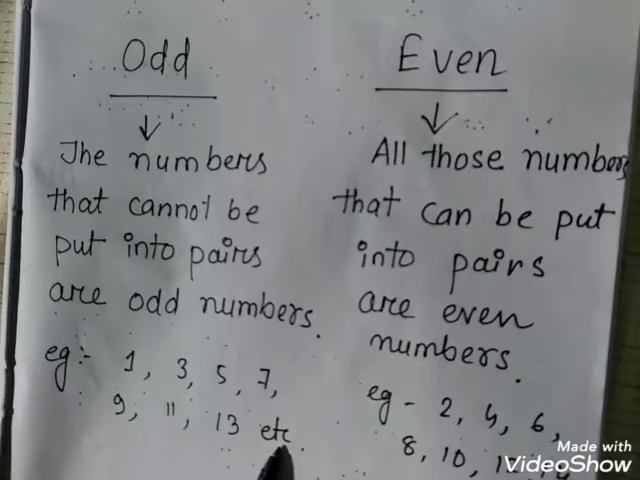 Odd
The numbers
that cannot be
put into pairs
are odd numbers.
eg:- 1, 3, 5, 7,
9, 11, 13 etc.
Even
All those numbers
that can be put
into pairs
are even
numbers.
eg - 2, 4, 6,
8, 10,
Made with
VideoShow